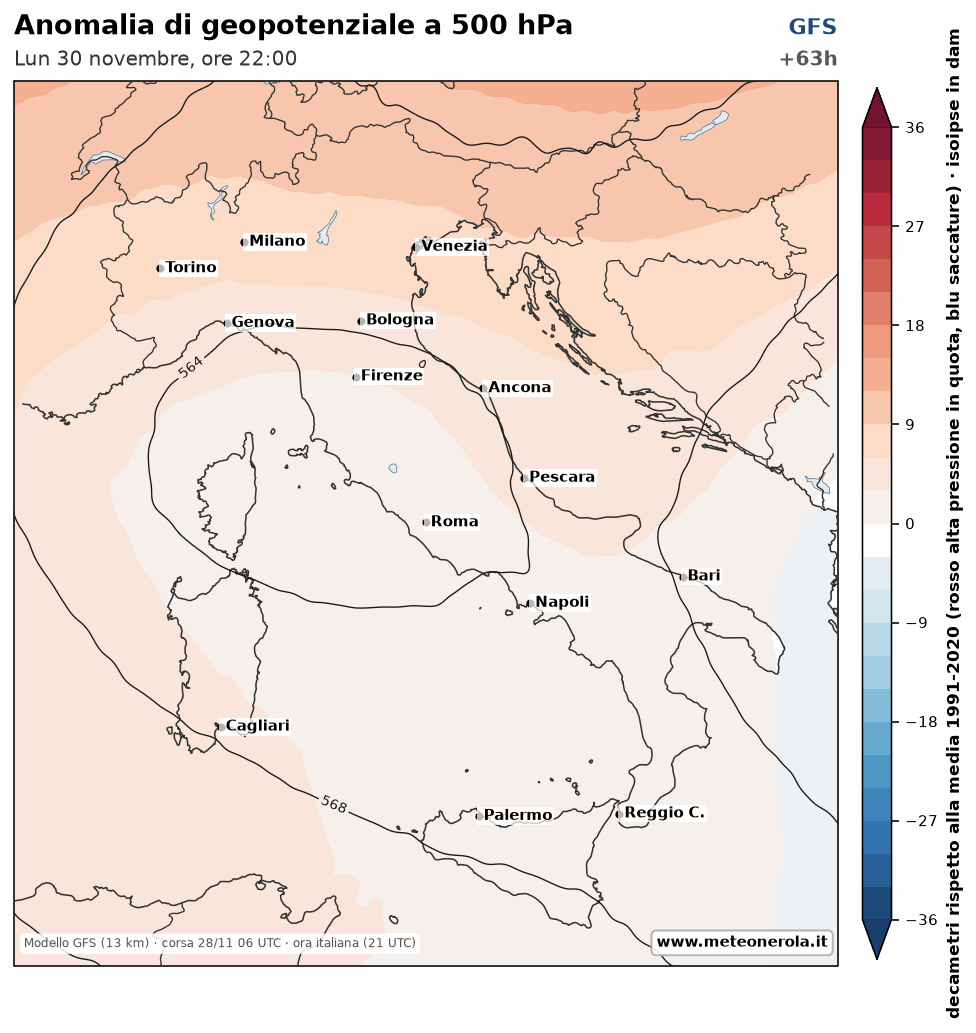 Anomalia di geopotenziale a 500 hPa
GFS
Lun 30 novembre, ore 22:00
+63h
Milano
Venezia
Torino
Genova
Bologna
564
Firenze
Ancona
Pescara
Roma
Bari
Napoli
Cagliari
568
Palermo
Reggio C.
Modello GFS (13 km) · corsa 28/11 06 UTC · ora italiana (21 UTC)
www.meteonerola.it
36
27
18
9
0
−9
−18
−27
−36
decametri rispetto alla media 1991-2020 (rosso alta pressione in quota, blu saccature) · isoipse in dam